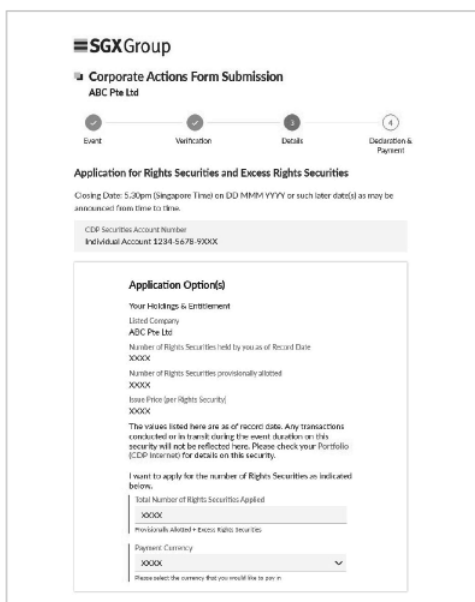 SGXGroup
Corporate Actions Form Submission
ABC Pte Ltd
3
4
Event
Verification
Details
Declaration &
Payment
Application for Rights Securities and Excess Rights Securities
Closing Date: 5.30pm (Singapore Time) on DD MMM YYYY or such later date(s) as may be
announced from time to time.
CDP Securities Account Number
Individual Account 1234-5678-9XXX
Application Option(s)
Your Holdings & Entitlement
Listed Company
ABC Pte Ltd
Number of Rights Securities held by you as of Record Date
XXXX
Number of Rights Securities provisionally allotted
XXXX
Issue Price (per Rights Security)
XXXX
The values listed here are as of record date. Any transactions
conducted or in transit during the event duration on this
security will not be reflected here. Please check your Portfolio
(CDP Internet) for details on this security.
I want to apply for the number of Rights Securities as indicated
below.
Total Number of Rights Securities Applied
XXXX
Provisionally Allotted + Excess Rights Securities
Payment Currency
XXXX
Please select the currency that you would like to pay in